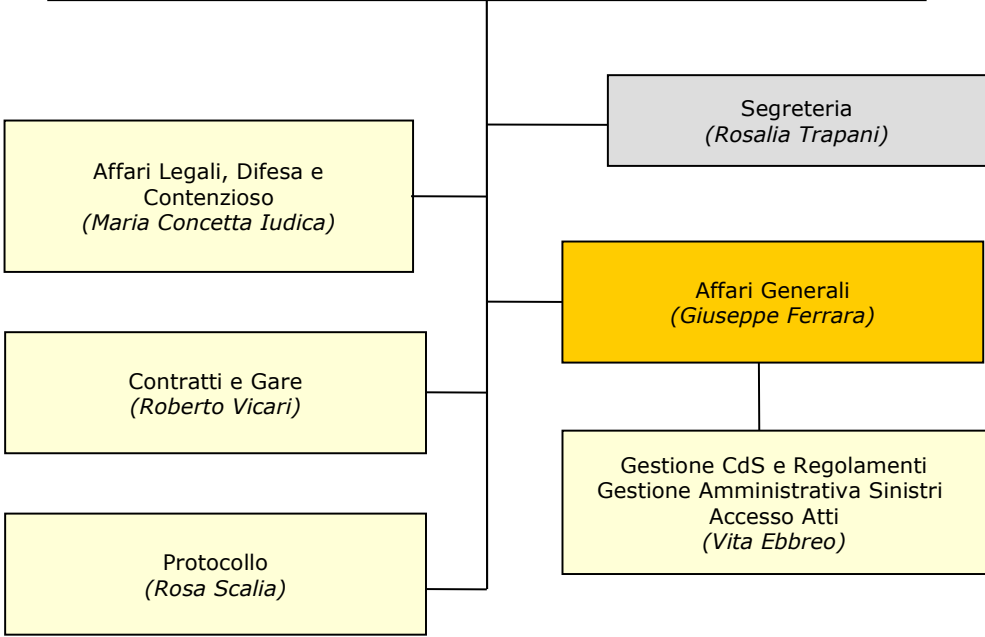 Segreteria
(Rosalia Trapani)
Affari Legali, Difesa e
Contenzioso
(Maria Concetta Iudica)
Affari Generali
(Giuseppe Ferrara)
Contratti e Gare
(Roberto Vicari)
Gestione CdS e Regolamenti
Gestione Amministrativa Sinistri
Accesso Atti
(Vita Ebbreo)
Protocollo
(Rosa Scalia)